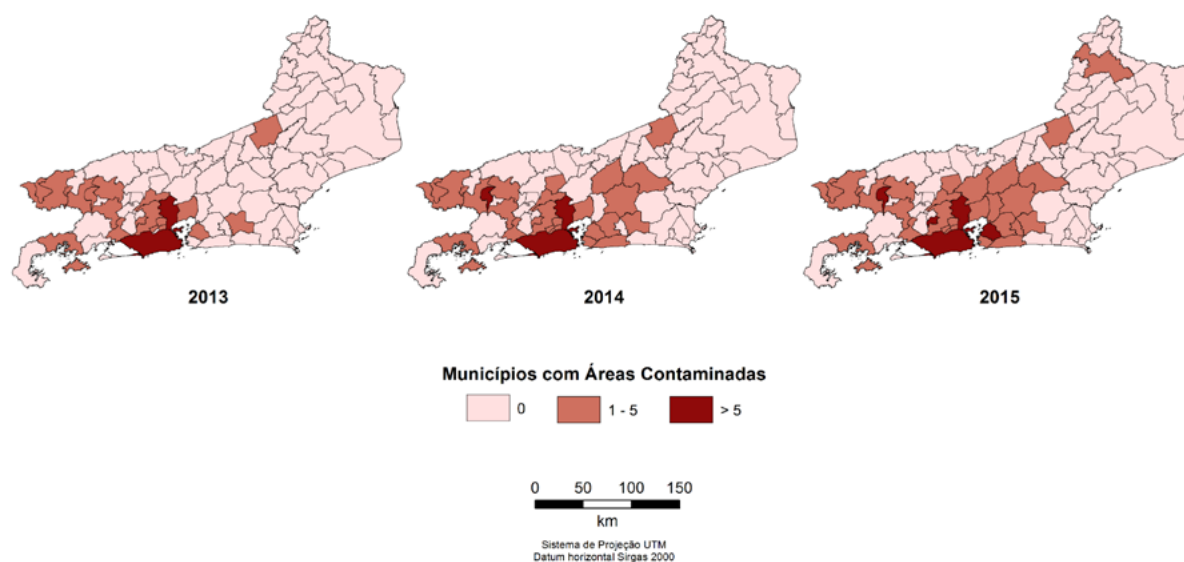 2013
2014
2015
Municípios com Áreas Contaminadas
0
1 - 5
> 5
0 50 100 150
km
Sistema de Projeção UTM
Datum horizontal Sirgas 2000